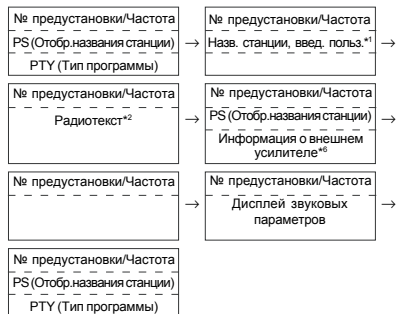 № предустановки/Частота
PS (Отобр.названия станции)
PTY (Тип программы)
→
№ предустановки/Частота
Назв. станции, введ. польз.*1
→
№ предустановки/Частота
Радиотекст*2
→
№ предустановки/Частота
PS (Отобр.названия станции)
Информация о внешнем
усилителе*6
№ предустановки/Частота
→
№ предустановки/Частота
Дисплей звуковых
параметров
→
№ предустановки/Частота
PS (Отобр.названия станции)
PTY (Тип программы)